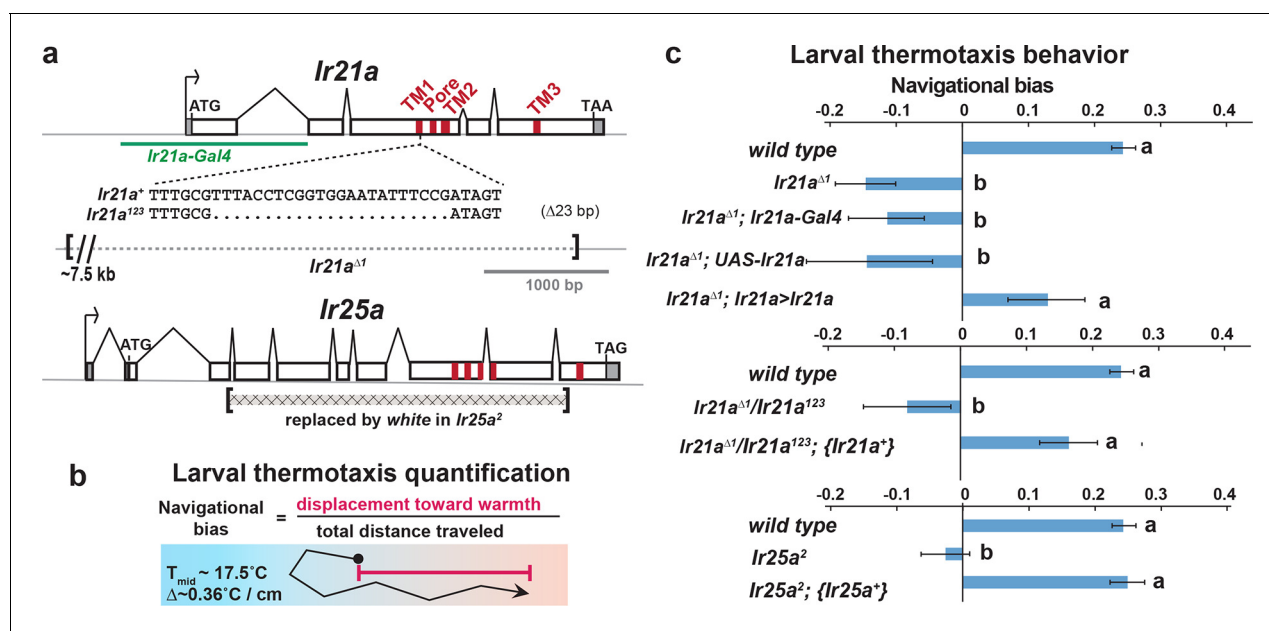 a
Ir21a
TM1 Pore TM2 TM3
ATG TAA
Ir21a-Gal4
Ir21a+ TTTGCGTTTACCTCGGTGGAATATTTCCGATAGT
Ir21a123 TTTGCG.......................ATAGT (Δ23 bp)
~7.5 kb
Ir21aΔ1
1000 bp
Ir25a
ATG TAG
replaced by white in Ir25a2
b Larval thermotaxis quantification
Navigational bias = displacement toward warmth
total distance traveled
Tmid ~ 17.5˚C
Δ~0.36˚C / cm
c Larval thermotaxis behavior
Navigational bias
-0.2 -0.1 0 0.1 0.2 0.3 0.4
wild type a
Ir21aΔ1 b
Ir21aΔ1; Ir21a-Gal4 b
Ir21aΔ1; UAS-Ir21a b
Ir21aΔ1; Ir21a>Ir21a a
-0.2 -0.1 0 0.1 0.2 0.3 0.4
wild type a
Ir21aΔ1/Ir21a123 b
Ir21aΔ1/Ir21a123; {Ir21a+} a
-0.2 -0.1 0 0.1 0.2 0.3 0.4
wild type a
Ir25a2 b
Ir25a2; {Ir25a+} a